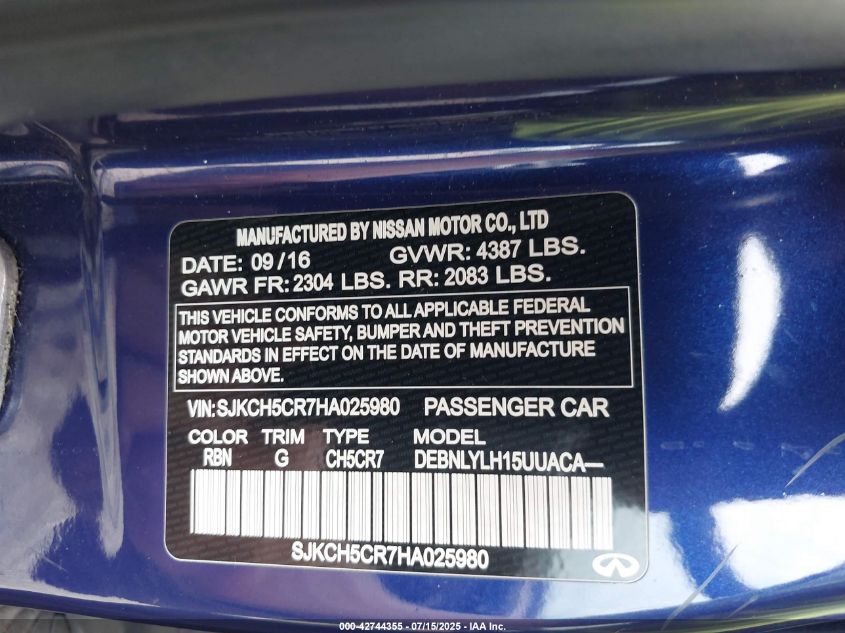 MANUFACTURED BY NISSAN MOTOR CO., LTD
DATE: 09/16 GVWR: 4387 LBS.
GAWR FR: 2304 LBS. RR: 2083 LBS.
THIS VEHICLE CONFORMS TO ALL APPLICABLE FEDERAL
MOTOR VEHICLE SAFETY, BUMPER AND THEFT PREVENTION
STANDARDS IN EFFECT ON THE DATE OF MANUFACTURE
SHOWN ABOVE.
VIN: SJKCH5CR7HA025980 PASSENGER CAR
COLOR TRIM TYPE MODEL
RBN G CH5CR7 DEBNLYLH15UUACA—
SJKCH5CR7HA025980
000-42744355 - 07/15/2025 - IAA Inc.